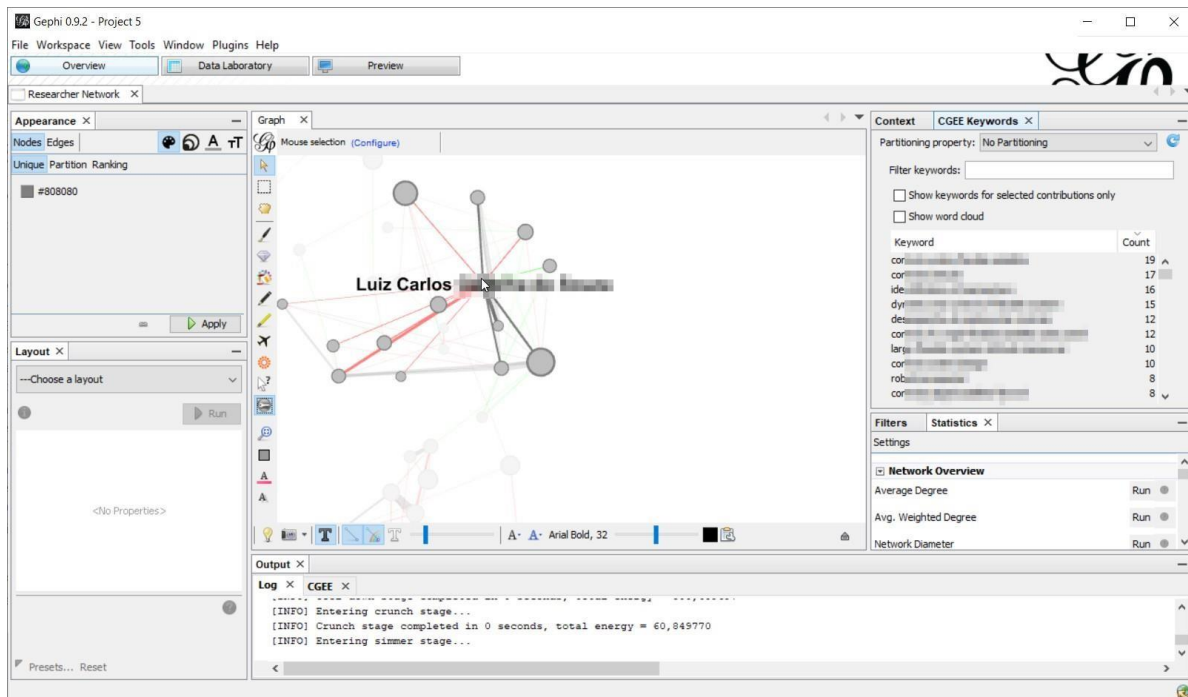 Gephi 0.9.2 - Project 5
File Workspace View Tools Window Plugins Help
Overview Data Laboratory Preview
Researcher Network
Appearance
Nodes Edges
Unique Partition Ranking
#808080
Apply
Layout
---Choose a layout
Run
<No Properties>
Presets... Reset
Graph
Mouse selection (Configure)
Luiz Carlos
Arial Bold, 32
Context CGEE Keywords
Partitioning property: No Partitioning
Filter keywords:
Show keywords for selected contributions only
Show word cloud
Keyword Count
19
17
16
15
12
12
10
10
8
8
Filters Statistics
Settings
Network Overview
Average Degree Run
Avg. Weighted Degree Run
Network Diameter Run
Output
Log CGEE
[INFO] Entering crunch stage...
[INFO] Crunch stage completed in 0 seconds, total energy = 60,849770
[INFO] Entering simmer stage...